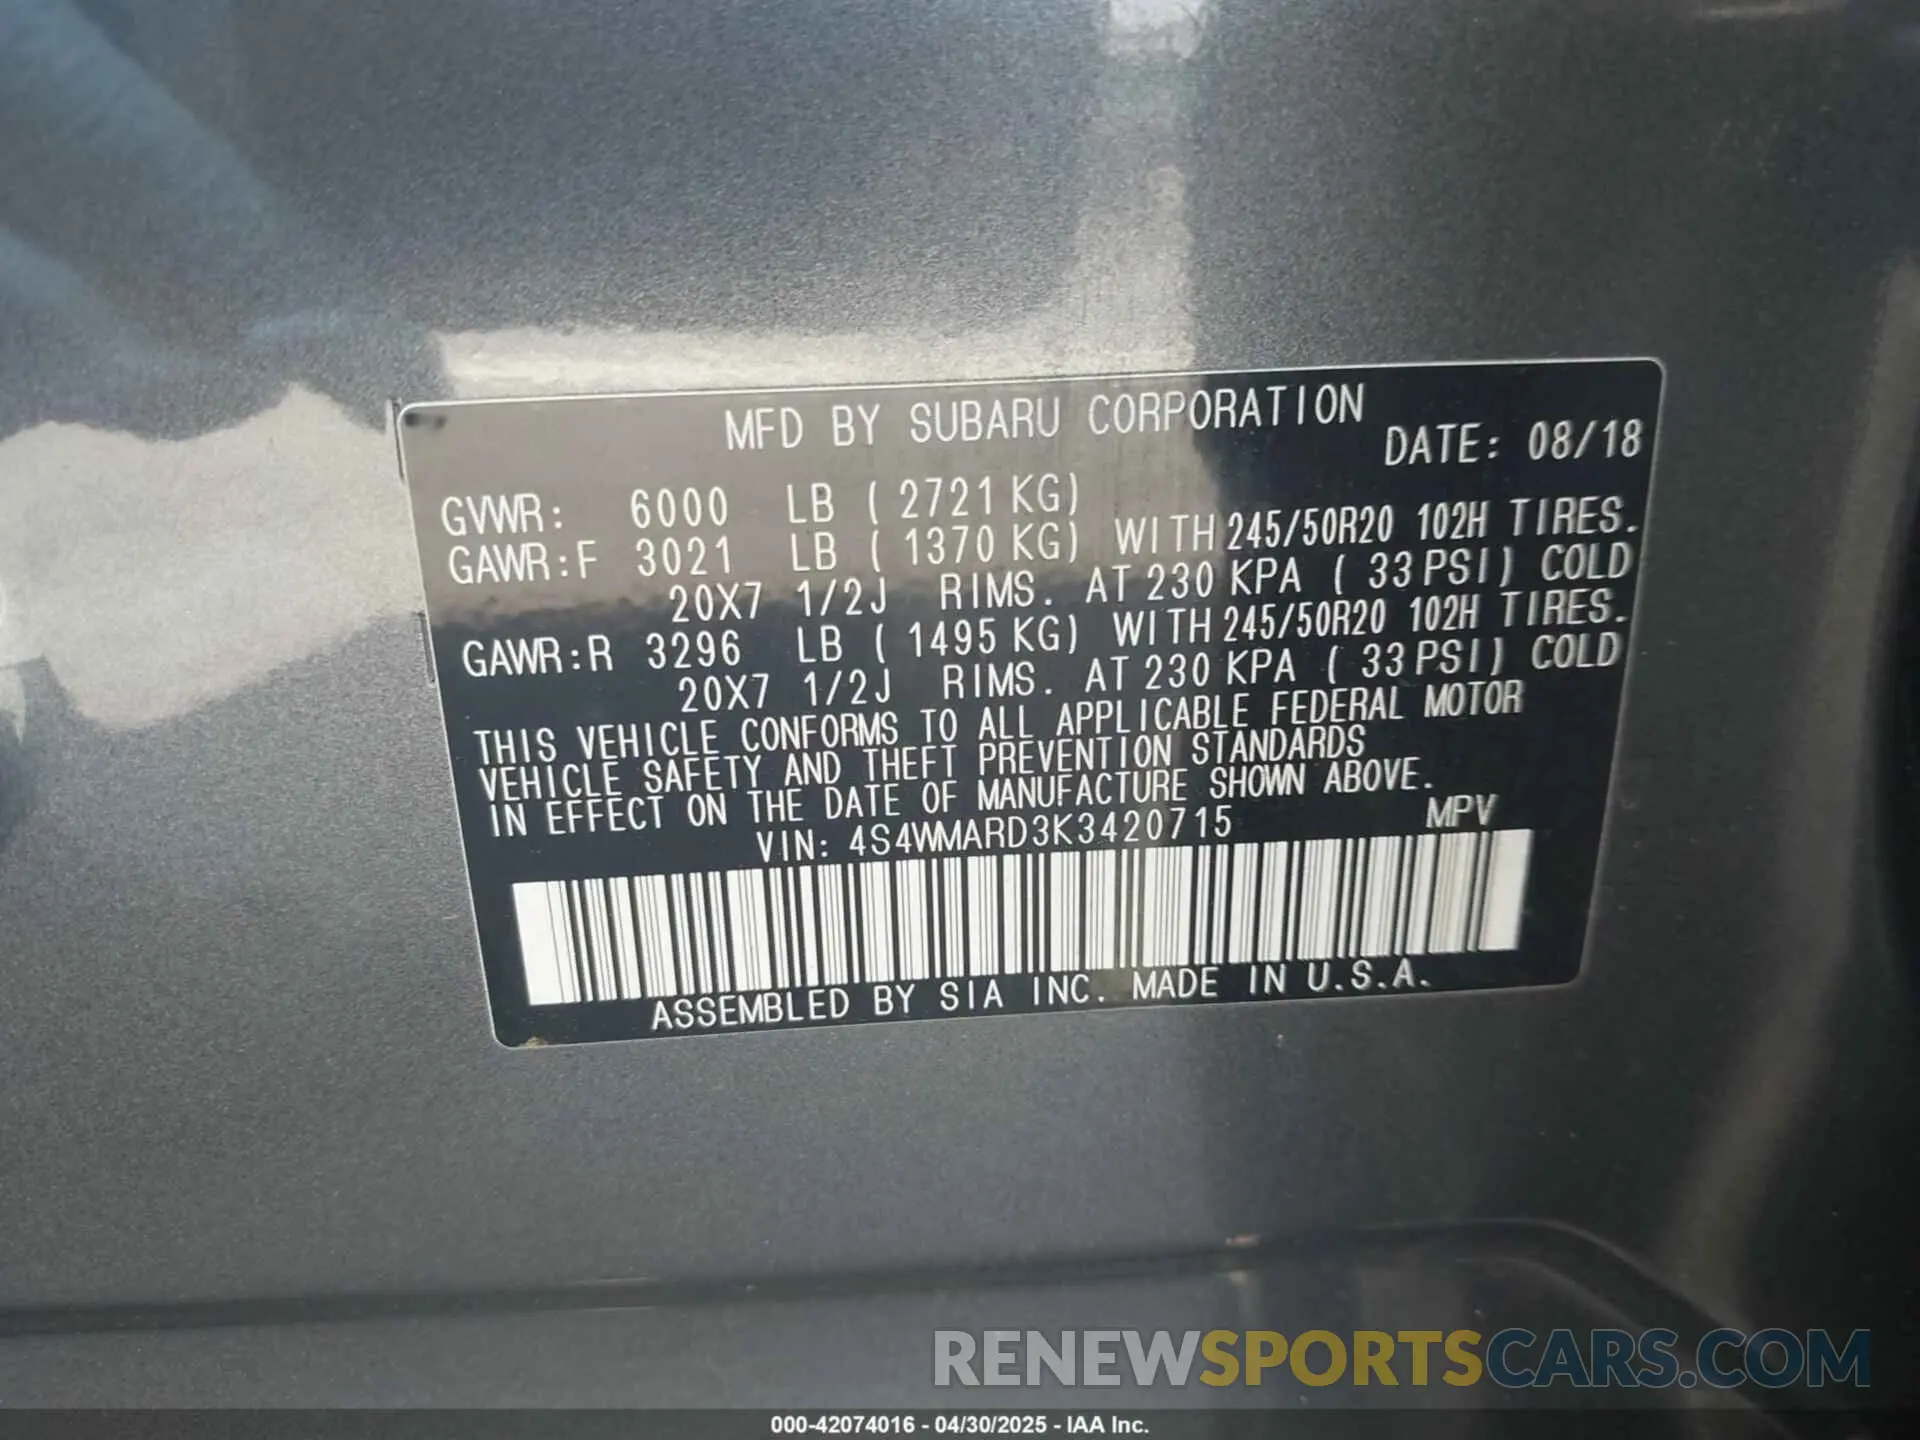 MFD BY SUBARU CORPORATION
DATE: 08/18
GVWR: 6000 LB ( 2721 KG)
GAWR:F 3021 LB ( 1370 KG) WITH 245/50R20 102H TIRES.
20X7 1/2J RIMS. AT 230 KPA ( 33 PSI) COLD
GAWR:R 3296 LB ( 1495 KG) WITH 245/50R20 102H TIRES.
20X7 1/2J RIMS. AT 230 KPA ( 33 PSI) COLD
THIS VEHICLE CONFORMS TO ALL APPLICABLE FEDERAL MOTOR
VEHICLE SAFETY AND THEFT PREVENTION STANDARDS
IN EFFECT ON THE DATE OF MANUFACTURE SHOWN ABOVE.
VIN: 4S4WMARD3K3420715 MPV
ASSEMBLED BY SIA INC. MADE IN U.S.A.
RENEWSPORTSCARS.COM
000-42074016 - 04/30/2025 - IAA Inc.